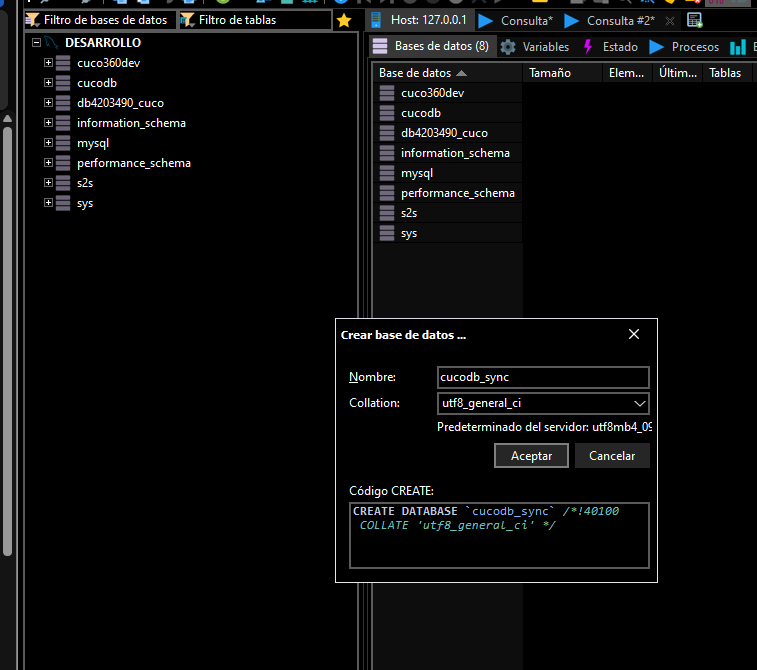 Filtro de bases de datos
Filtro de tablas
DESARROLLO
cuco360dev
cucodb
db4203490_cuco
information_schema
mysql
performance_schema
s2s
sys
Host: 127.0.0.1
Consulta*
Consulta #2*
Bases de datos (8)
Variables
Estado
Procesos
Base de datos
Tamaño
Elem...
Últim...
Tablas
cuco360dev
cucodb
db4203490_cuco
information_schema
mysql
performance_schema
s2s
sys
Crear base de datos ...
Nombre:
cucodb_sync
Collation:
utf8_general_ci
Predeterminado del servidor: utf8mb4_09
Aceptar
Cancelar
Código CREATE:
CREATE DATABASE `cucodb_sync` /*!40100
COLLATE 'utf8_general_ci' */